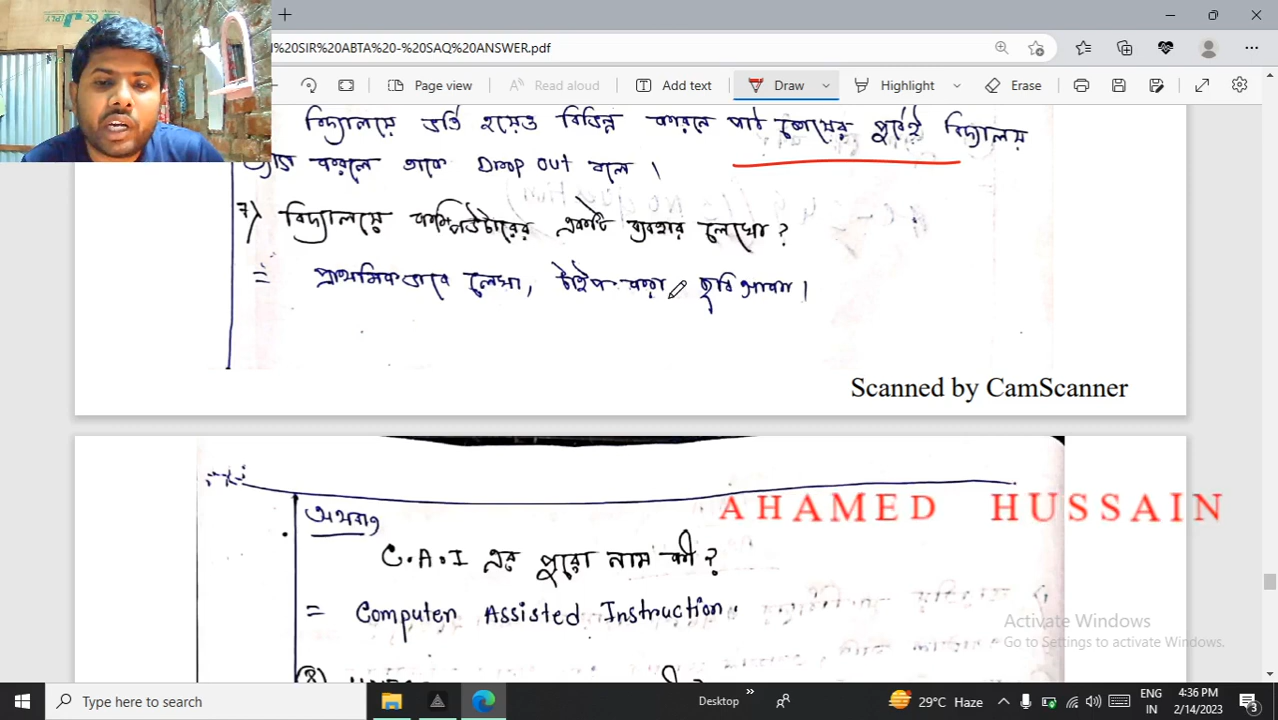 I%20SIR%20ABTA%20-%20SAQ%20ANSWER.pdf
Page view
Read aloud
Add text
Draw
Highlight
Erase
বিদ্যালয়ে ভর্তি হয়েও বিভিন্ন কারনে পাঠ শেষের পূর্বেই বিদ্যালয়
ত্যাগ করলে তাকে Drop out বলে ।
7) বিদ্যালয়ে কম্পিউটারের একটি ব্যবহার লেখো?
= প্রাথমিকভাবে লেখা, টাইপ করা ছবি আঁকা ।
Scanned by CamScanner
AHAMED HUSSAIN
অথবা
C.A.I এর পুরো নাম কী?
= Computer Assisted Instruction.
(8)
Activate Windows
Go to Settings to activate Windows.
Type here to search
Desktop
29°C Haze
ENG
IN
4:36 PM
2/14/2023
3